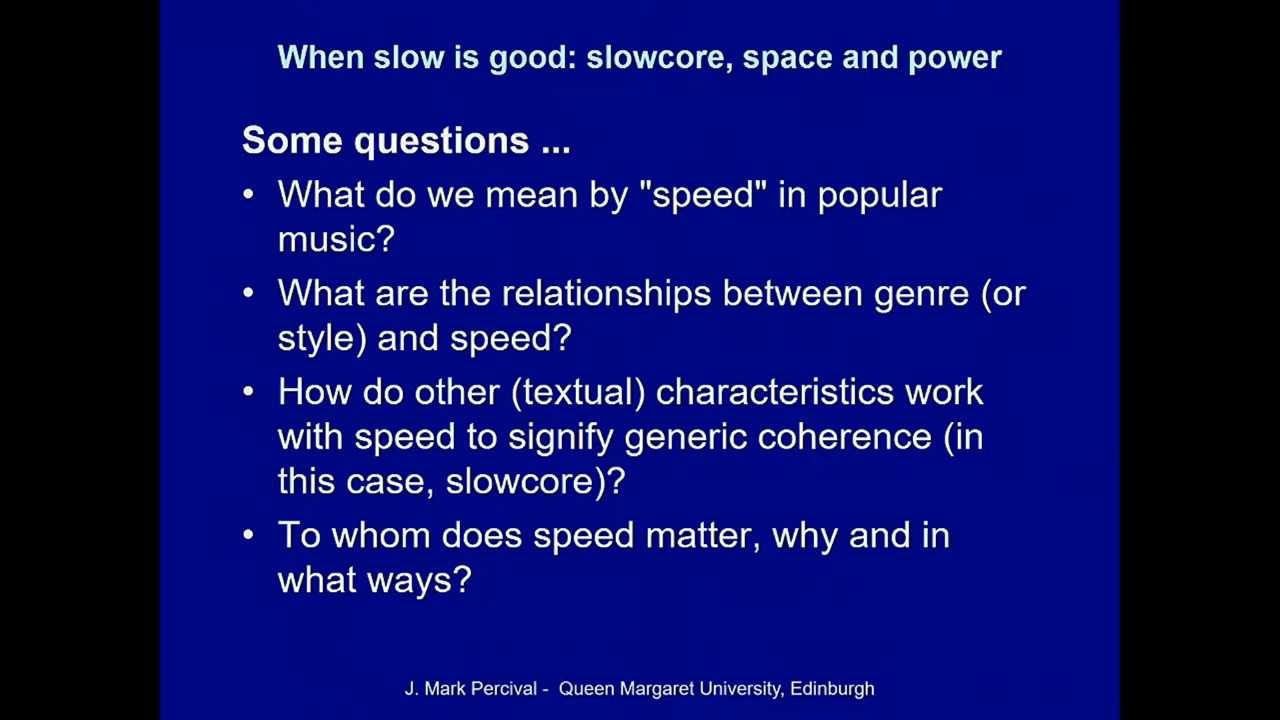 When slow is good: slowcore, space and power
Some questions ...
• What do we mean by "speed" in popular
music?
• What are the relationships between genre (or
style) and speed?
• How do other (textual) characteristics work
with speed to signify generic coherence (in
this case, slowcore)?
• To whom does speed matter, why and in
what ways?
J. Mark Percival - Queen Margaret University, Edinburgh